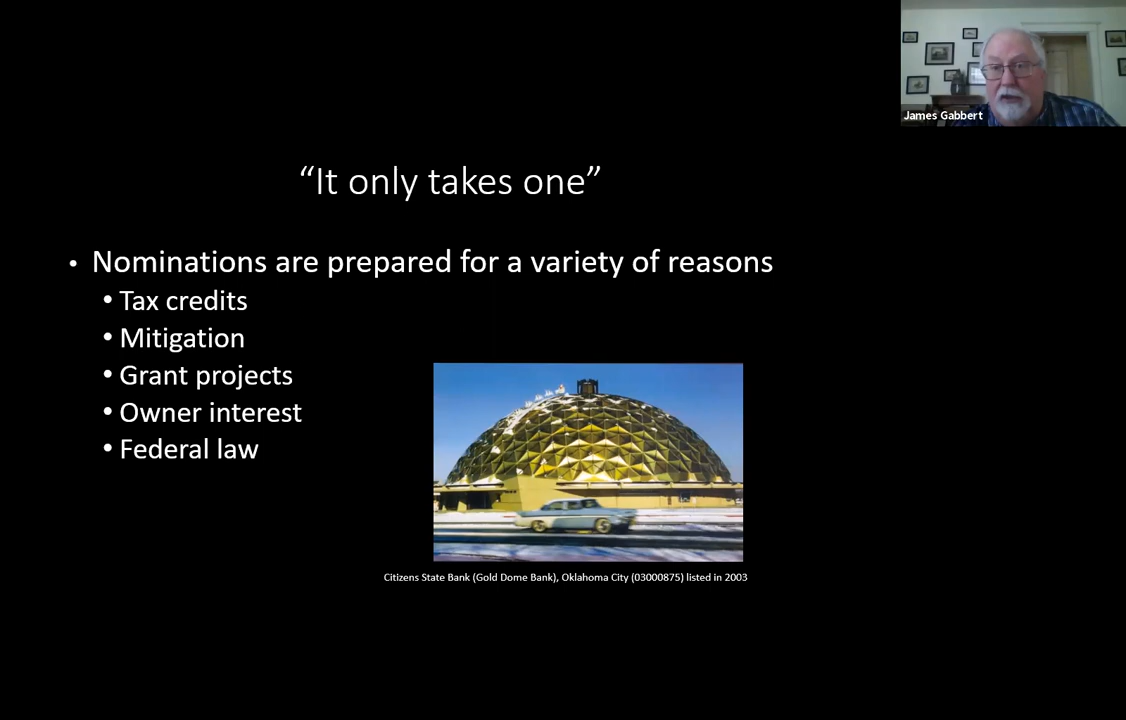 James Gabbert
“It only takes one”
• Nominations are prepared for a variety of reasons
• Tax credits
• Mitigation
• Grant projects
• Owner interest
• Federal law
Citizens State Bank (Gold Dome Bank), Oklahoma City (03000875) listed in 2003